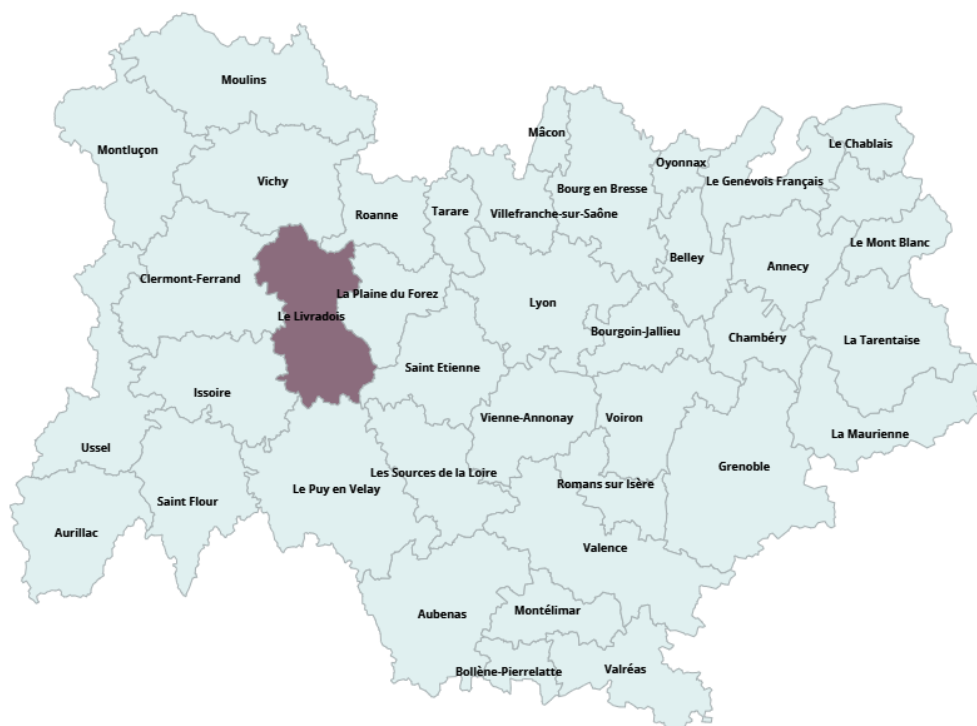 Moulins
Mâcon
Montluçon
Le Chablais
Oyonnax
Vichy
Le Genevois Français
Bourg en Bresse
Roanne
Tarare
Villefranche-sur-Saône
Le Mont Blanc
Belley
Annecy
Clermont-Ferrand
La Plaine du Forez
Lyon
Le Livradois
Bourgoin-Jallieu
Chambéry
La Tarentaise
Saint Etienne
Issoire
Vienne-Annonay
Voiron
La Maurienne
Ussel
Grenoble
Les Sources de la Loire
Romans sur Isère
Le Puy en Velay
Saint Flour
Aurillac
Valence
Montélimar
Aubenas
Valréas
Bollène-Pierrelatte